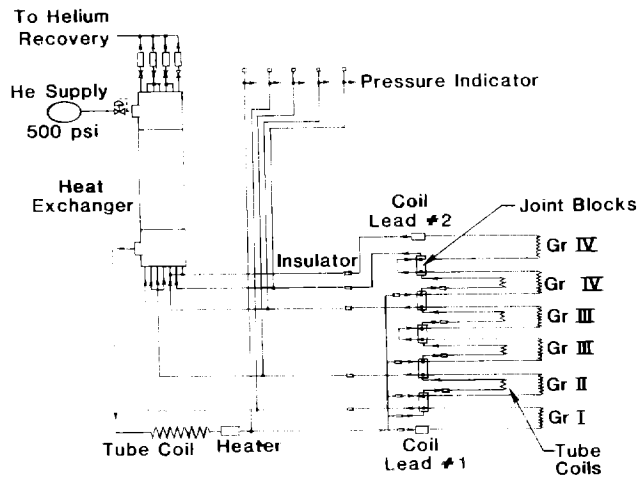 To Helium
Recovery
Pressure Indicator
He Supply
500 psi
Heat
Exchanger
Coil
Lead #2
Joint Blocks
Insulator
Gr IV
Gr IV
Gr III
Gr III
Gr II
Gr I
Tube Coil
Heater
Coil
Lead #1
Tube
Coils